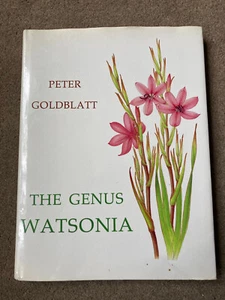 PETER
GOLDBLATT
THE GENUS
WATSONIA